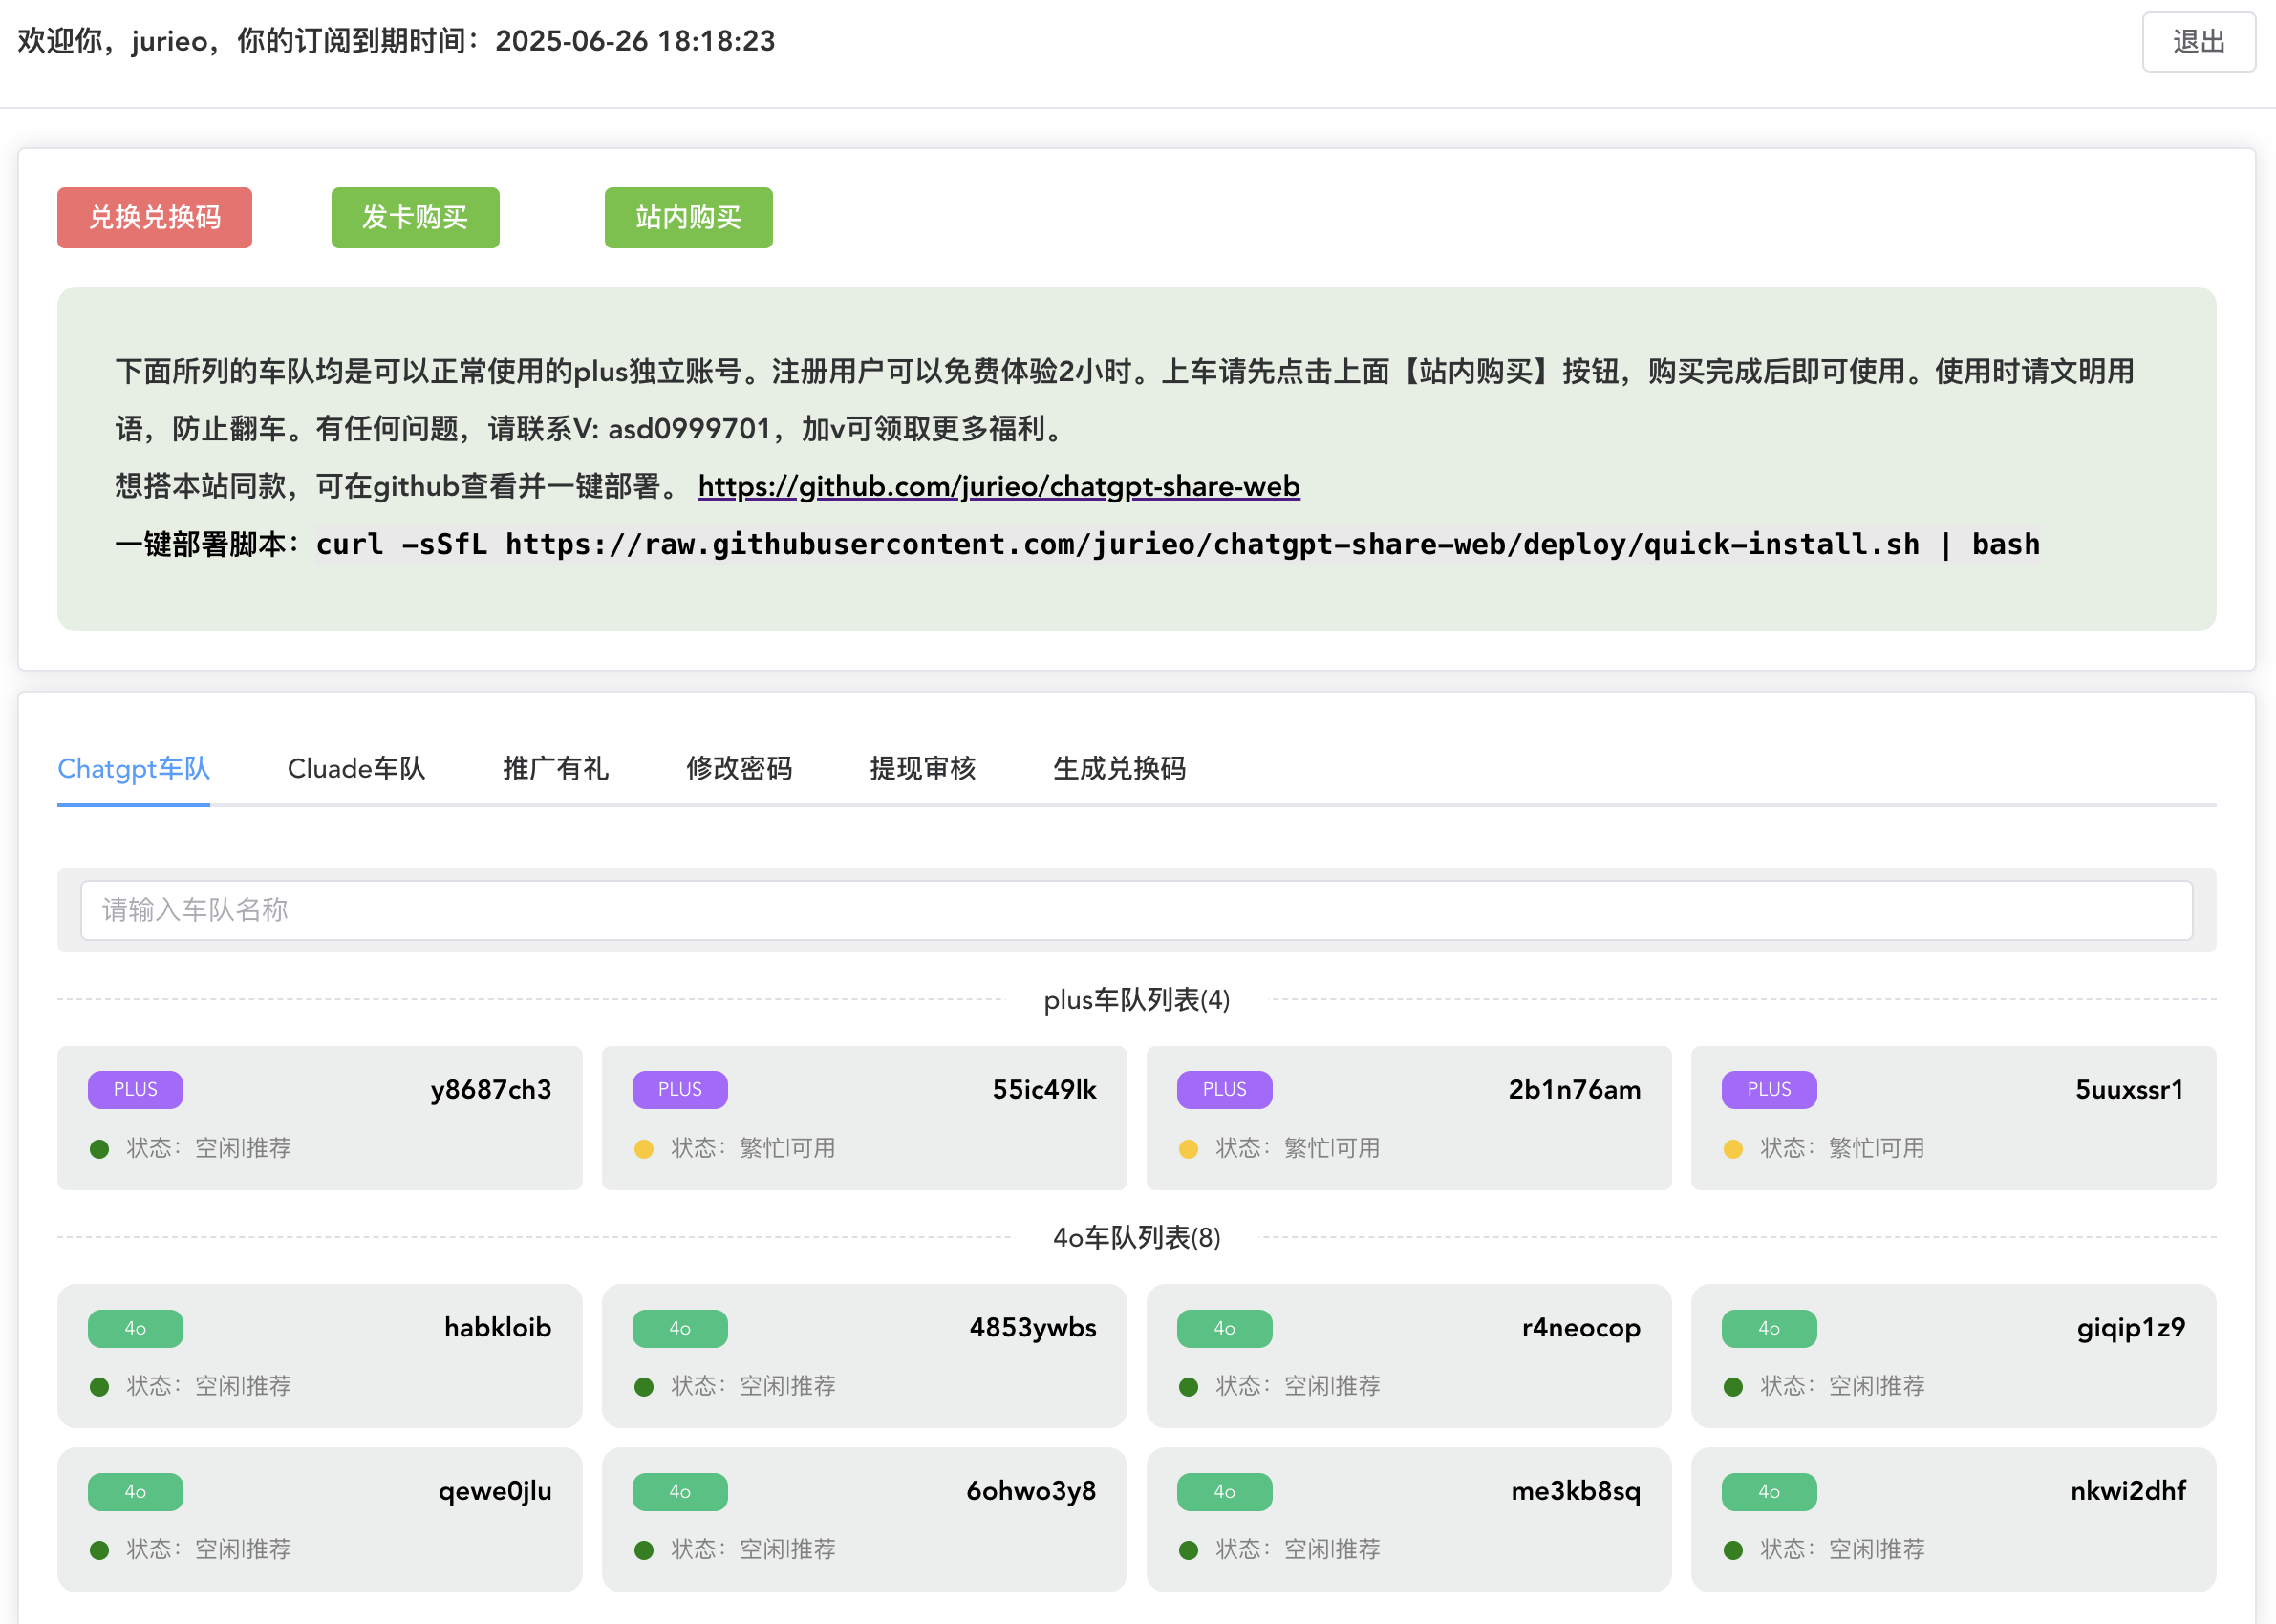 欢迎你，jurieo，你的订阅到期时间：2025-06-26 18:18:23
退出
兑换兑换码 发卡购买 站内购买
下面所列的车队均是可以正常使用的plus独立账号。注册用户可以免费体验2小时。上车请先点击上面【站内购买】按钮，购买完成后即可使用。使用时请文明用
语，防止翻车。有任何问题，请联系V: asd0999701，加v可领取更多福利。
想搭本站同款，可在github查看并一键部署。 https://github.com/jurieo/chatgpt-share-web
一键部署脚本：curl -sSfL https://raw.githubusercontent.com/jurieo/chatgpt-share-web/deploy/quick-install.sh | bash
Chatgpt车队 Cluade车队 推广有礼 修改密码 提现审核 生成兑换码
请输入车队名称
plus车队列表(4)
PLUS y8687ch3 PLUS 55ic49lk PLUS 2b1n76am PLUS 5uuxssr1
状态：空闲|推荐 状态：繁忙|可用 状态：繁忙|可用 状态：繁忙|可用
4o车队列表(8)
4o habkloib 4o 4853ywbs 4o r4neocop 4o giqip1z9
状态：空闲|推荐 状态：空闲|推荐 状态：空闲|推荐 状态：空闲|推荐
4o qewe0jlu 4o 6ohwo3y8 4o me3kb8sq 4o nkwi2dhf
状态：空闲|推荐 状态：空闲|推荐 状态：空闲|推荐 状态：空闲|推荐